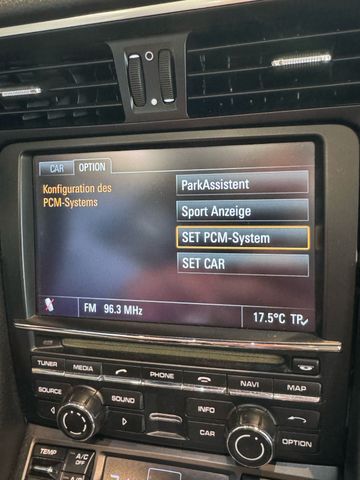 CAR
OPTION
Konfiguration des
PCM-Systems
ParkAssistent
Sport Anzeige
SET PCM-System
SET CAR
FM 96.3 MHz
17.5°C TP
TUNER
MEDIA
PHONE
NAVI
MAP
SOURCE
SOUND
INFO
CAR
OPTION
TEMP
A/C
A/C